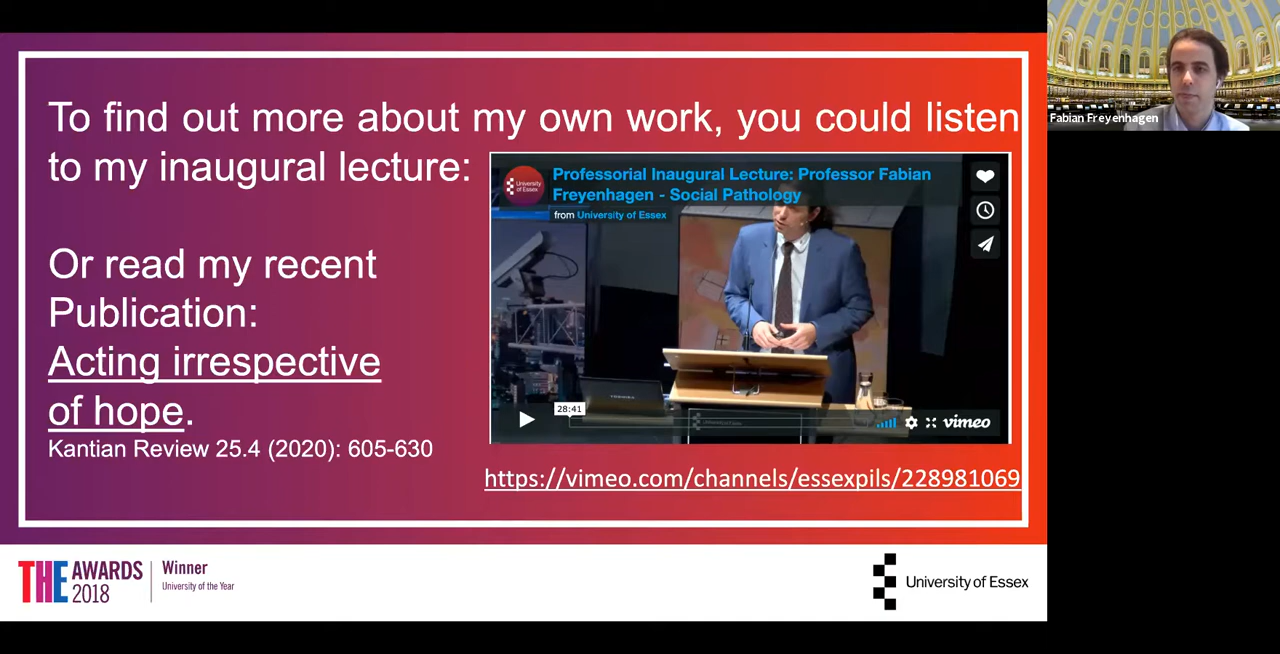 To find out more about my own work, you could listen
to my inaugural lecture:
Or read my recent
Publication:
Acting irrespective
of hope.
Kantian Review 25.4 (2020): 605-630
University
of Essex
Professorial Inaugural Lecture: Professor Fabian
Freyenhagen - Social Pathology
from University of Essex
28:41
vimeo
https://vimeo.com/channels/essexpils/228981069
THE AWARDS
2018
Winner
University of the Year
University of Essex
Fabian Freyenhagen